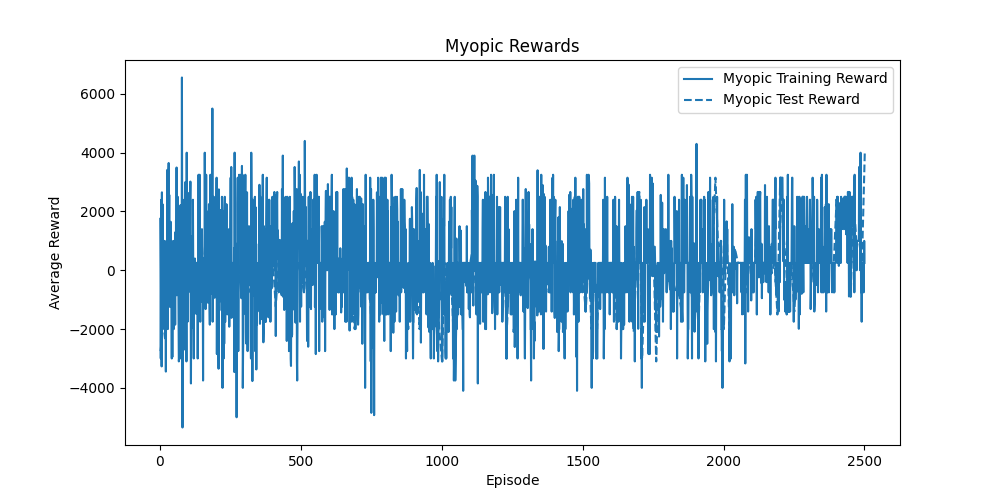 Myopic Rewards
Myopic Training Reward
Myopic Test Reward
Average Reward
6000
4000
2000
0
−2000
−4000
0
500
1000
1500
2000
2500
Episode